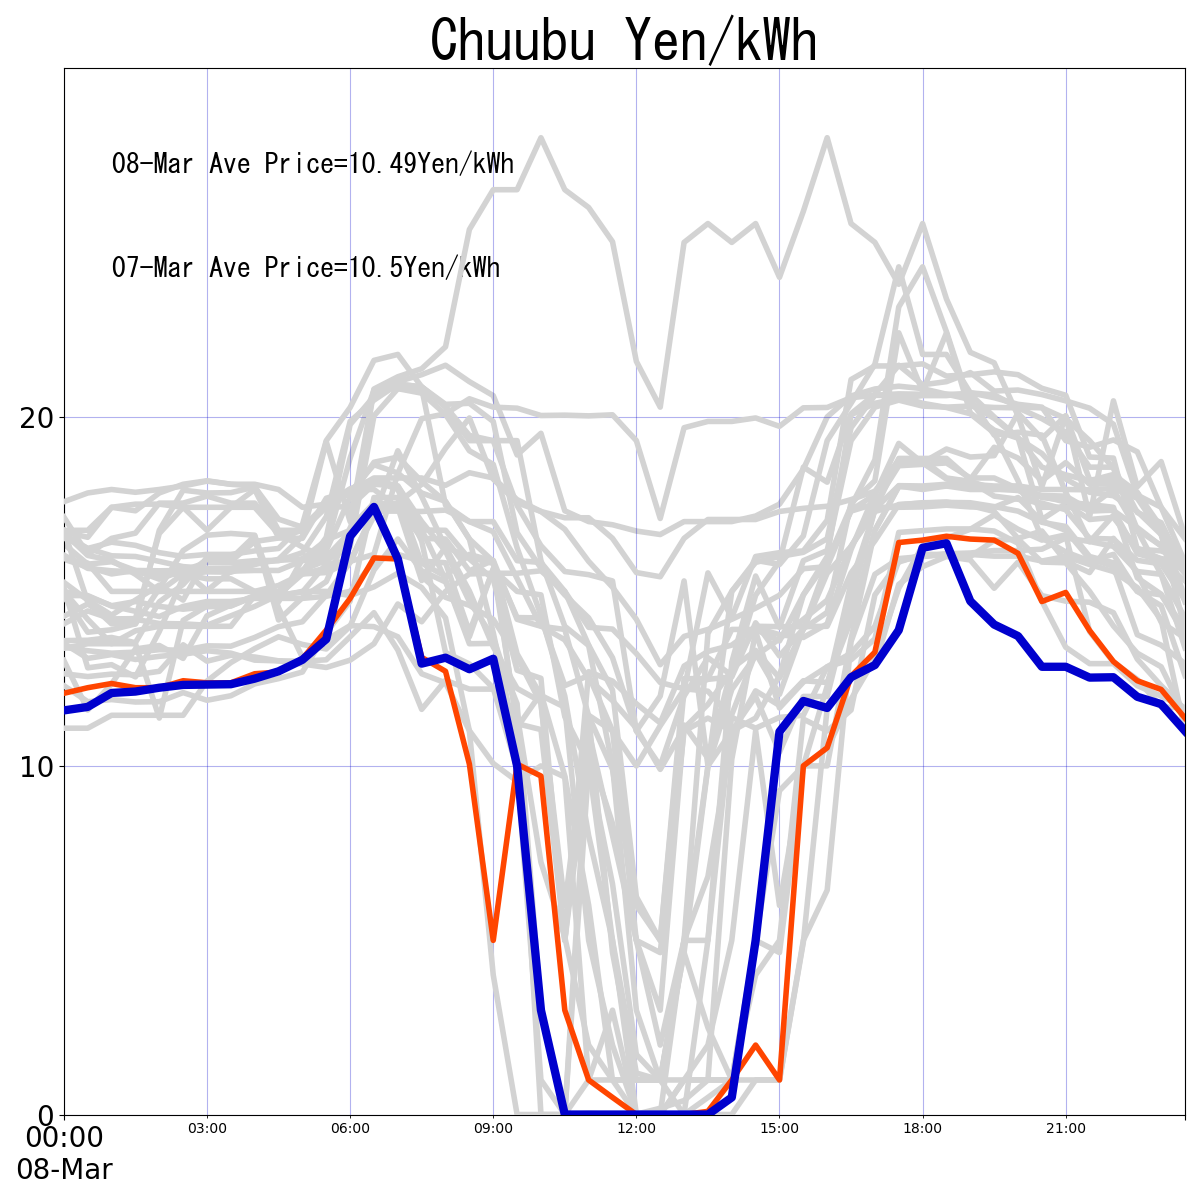 Chuubu Yen/kWh
08-Mar Ave Price=10.49Yen/kWh
07-Mar Ave Price=10.5Yen/kWh
20
10
0
00:00 03:00 06:00 09:00 12:00 15:00 18:00 21:00
08-Mar